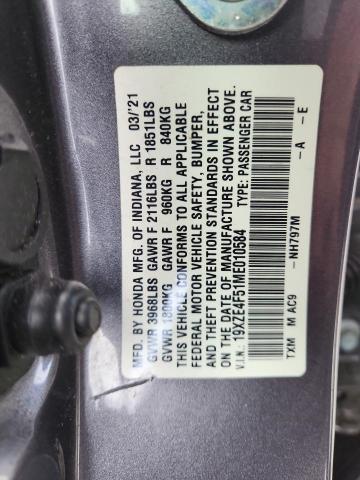 MFD. BY HONDA MFG. OF INDIANA, LLC 03/'21
GVWR 3968LBS GAWR F 2116LBS R 1851LBS
GVWR 1800KG GAWR F 960KG R 840KG
THIS VEHICLE CONFORMS TO ALL APPLICABLE
FEDERAL MOTOR VEHICLE SAFETY, BUMPER,
AND THEFT PREVENTION STANDARDS IN EFFECT
ON THE DATE OF MANUFACTURE SHOWN ABOVE.
V.I.N.: 19XZE4F51ME010584 TYPE: PASSENGER CAR
TXM M AC9 -NH797M -A -E